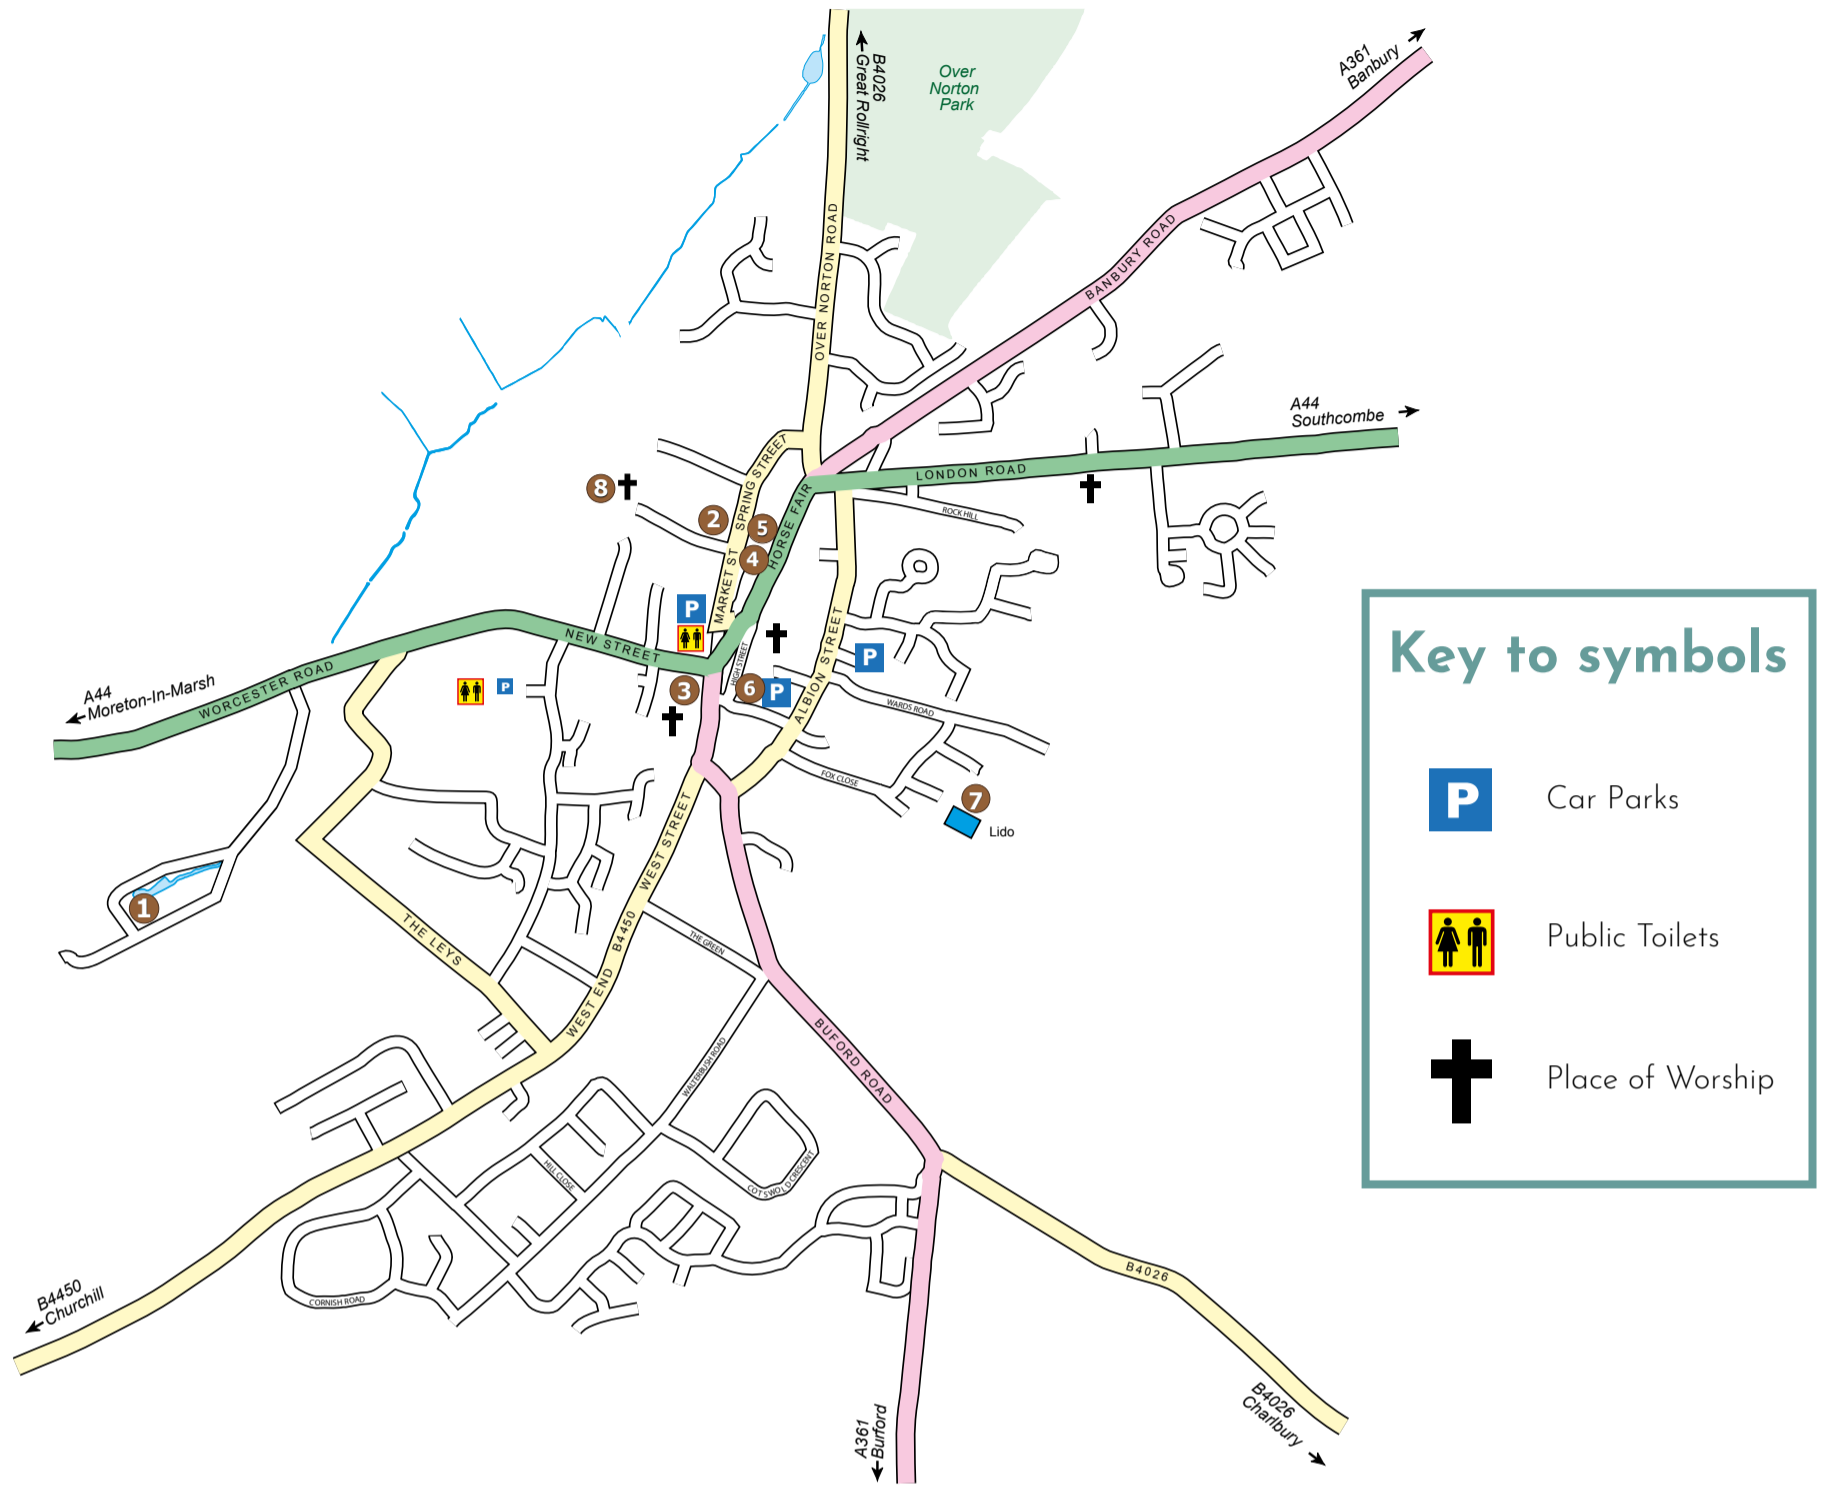 B4026
Great Rollright
Over
Norton
Park
A361
Banbury
OVER NORTON ROAD
BANBURY ROAD
A44
Southcombe
LONDON ROAD
SPRING STREET
HORSE FAIR
ROCK HILL
8
2
5
4
MARKET ST
P
NEW STREET
HIGH STREET
ALBION STREET
P
A44
Moreton-In-Marsh
WORCESTER ROAD
P
3
6
P
WARDS ROAD
FOX CLOSE
7
Lido
1
THE LEYS
WEST STREET
B4450
WEST END
THE GREEN
BUFORD ROAD
WALTERBUSH ROAD
HILL CLOSE
COTSWOLD CRESCENT
CORNISH ROAD
B4450
Churchill
B4026
B4026
Charlbury
A361
Burford
Key to symbols
P
Car Parks
Public Toilets
Place of Worship